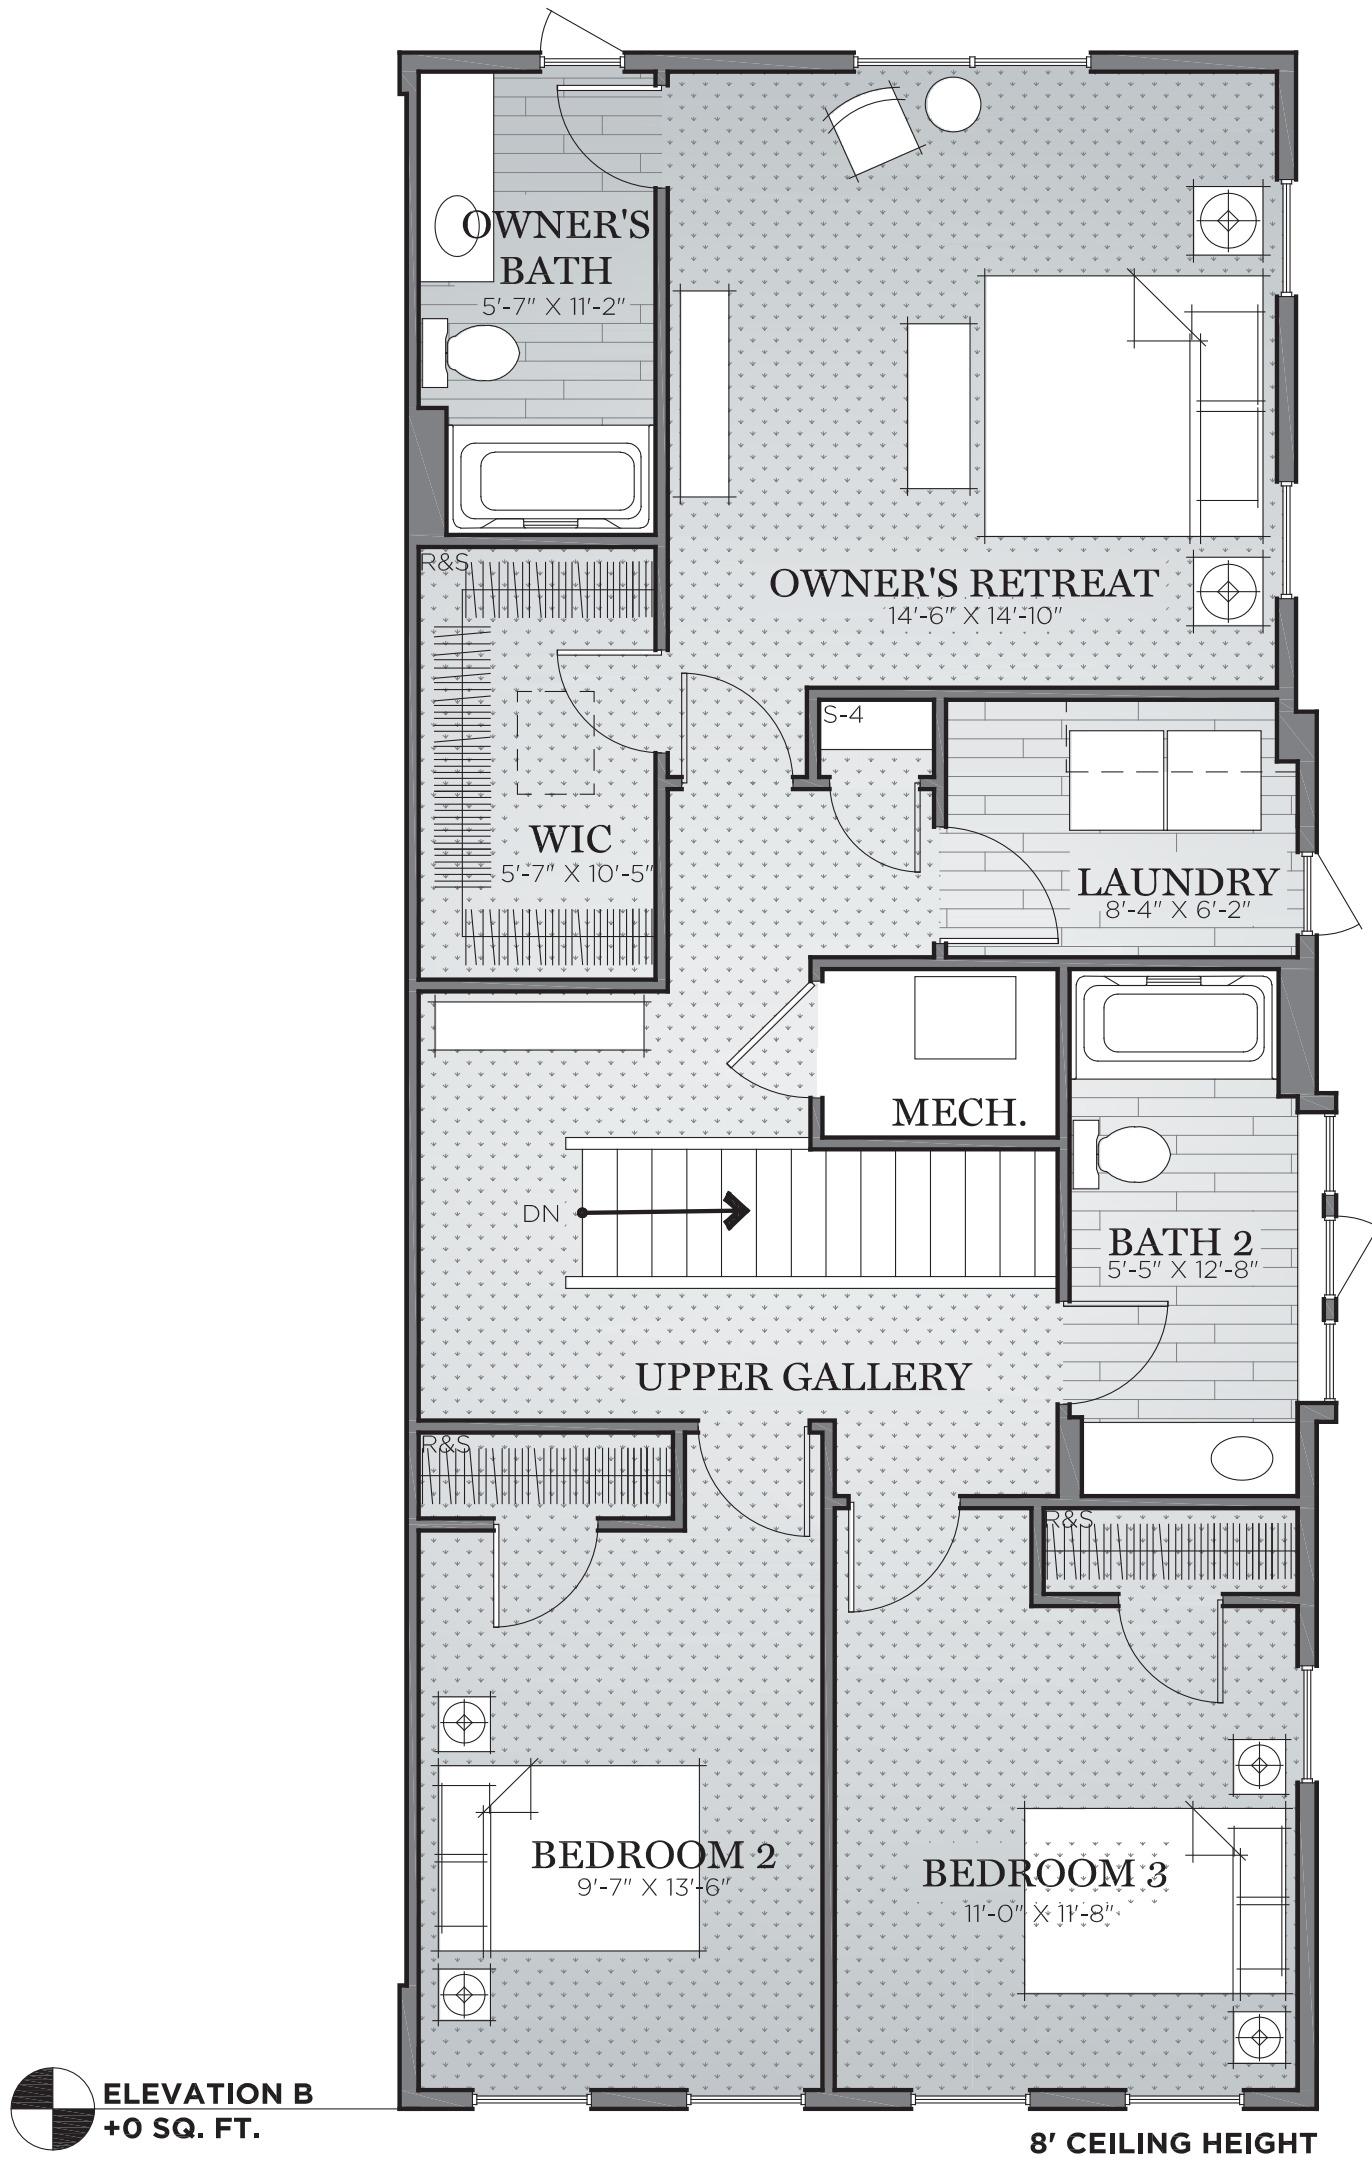 OWNER'S
BATH
5'-7" X 11'-2"
R&S
OWNER'S RETREAT
14'-6" X 14'-10"
S-4
WIC
5'-7" X 10'-5"
LAUNDRY
8'-4" X 6'-2"
MECH.
DN
BATH 2
5'-5" X 12'-8"
UPPER GALLERY
R&S
R&S
BEDROOM 2
9'-7" X 13'-6"
BEDROOM 3
11'-0" X 11'-8"
ELEVATION B
+0 SQ. FT.
8' CEILING HEIGHT